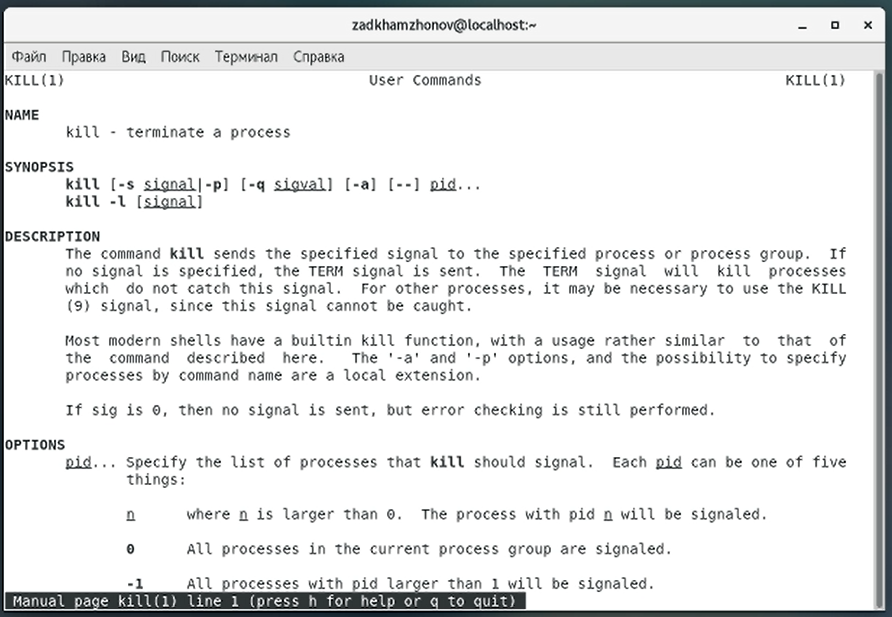 zadkhamzhonov@localhost:~
Файл Правка Вид Поиск Терминал Справка
KILL(1) User Commands KILL(1)
NAME
kill - terminate a process
SYNOPSIS
kill [-s signal|-p] [-q sigval] [-a] [--] pid...
kill -l [signal]
DESCRIPTION
The command kill sends the specified signal to the specified process or process group. If
no signal is specified, the TERM signal is sent. The TERM signal will kill processes
which do not catch this signal. For other processes, it may be necessary to use the KILL
(9) signal, since this signal cannot be caught.
Most modern shells have a builtin kill function, with a usage rather similar to that of
the command described here. The '-a' and '-p' options, and the possibility to specify
processes by command name are a local extension.
If sig is 0, then no signal is sent, but error checking is still performed.
OPTIONS
pid... Specify the list of processes that kill should signal. Each pid can be one of five
things:
n where n is larger than 0. The process with pid n will be signaled.
0 All processes in the current process group are signaled.
-1 All processes with pid larger than 1 will be signaled.
Manual page kill(1) line 1 (press h for help or q to quit)